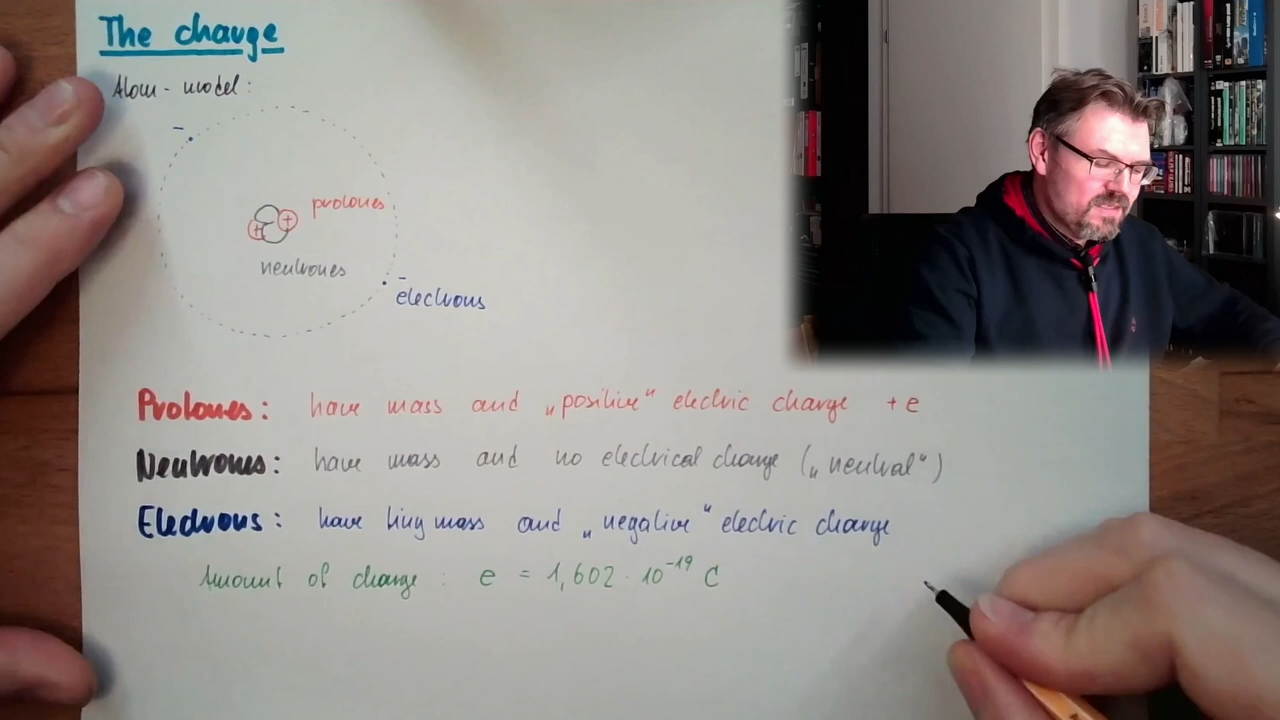 The charge
Atom-model:
-
protones
+
+
neutrones
-
electrons
Protones: have mass and „positive“ electric charge +e
Neutrones: have mass and no electrical charge („neutral“)
Electrons: have tiny mass and „negative“ electric charge
Amount of charge : e = 1,602 · 10⁻¹⁹ C